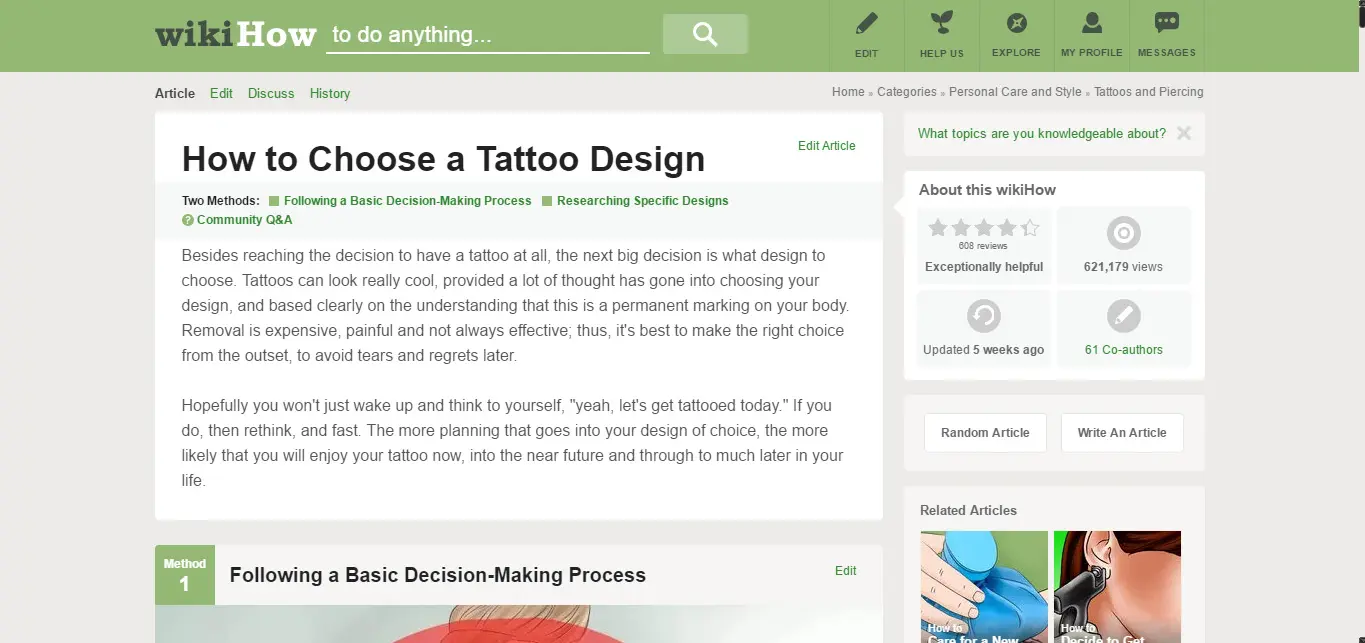 wikiHow to do anything...
EDIT
HELP US
EXPLORE
MY PROFILE
MESSAGES
Article Edit Discuss History
Home » Categories » Personal Care and Style » Tattoos and Piercing
How to Choose a Tattoo Design
Edit Article
Two Methods: Following a Basic Decision-Making Process Researching Specific Designs
Community Q&A
Besides reaching the decision to have a tattoo at all, the next big decision is what design to
choose. Tattoos can look really cool, provided a lot of thought has gone into choosing your
design, and based clearly on the understanding that this is a permanent marking on your body.
Removal is expensive, painful and not always effective; thus, it's best to make the right choice
from the outset, to avoid tears and regrets later.
Hopefully you won't just wake up and think to yourself, "yeah, let's get tattooed today." If you
do, then rethink, and fast. The more planning that goes into your design of choice, the more
likely that you will enjoy your tattoo now, into the near future and through to much later in your
life.
Method
1
Following a Basic Decision-Making Process
Edit
What topics are you knowledgeable about?
About this wikiHow
608 reviews
Exceptionally helpful
621,179 views
Updated 5 weeks ago
61 Co-authors
Random Article
Write An Article
Related Articles
How to
Care for a New
How to
Decide to Get